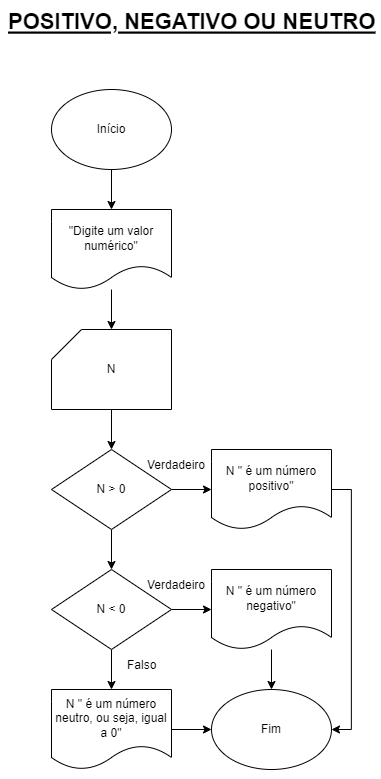 POSITIVO, NEGATIVO OU NEUTRO
Início
"Digite um valor
numérico"
N
N > 0
Verdadeiro
N " é um número
positivo"
N < 0
Verdadeiro
N " é um número
negativo"
Falso
N " é um número
neutro, ou seja, igual
a 0"
Fim